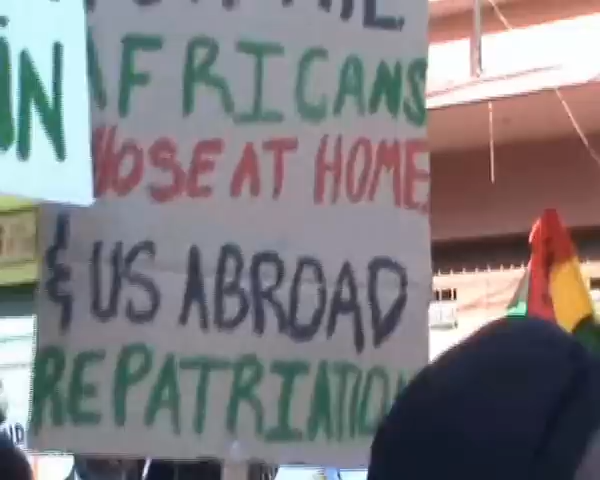 AFRICANS
THOSE AT HOME
& US ABROAD
REPATRIATION